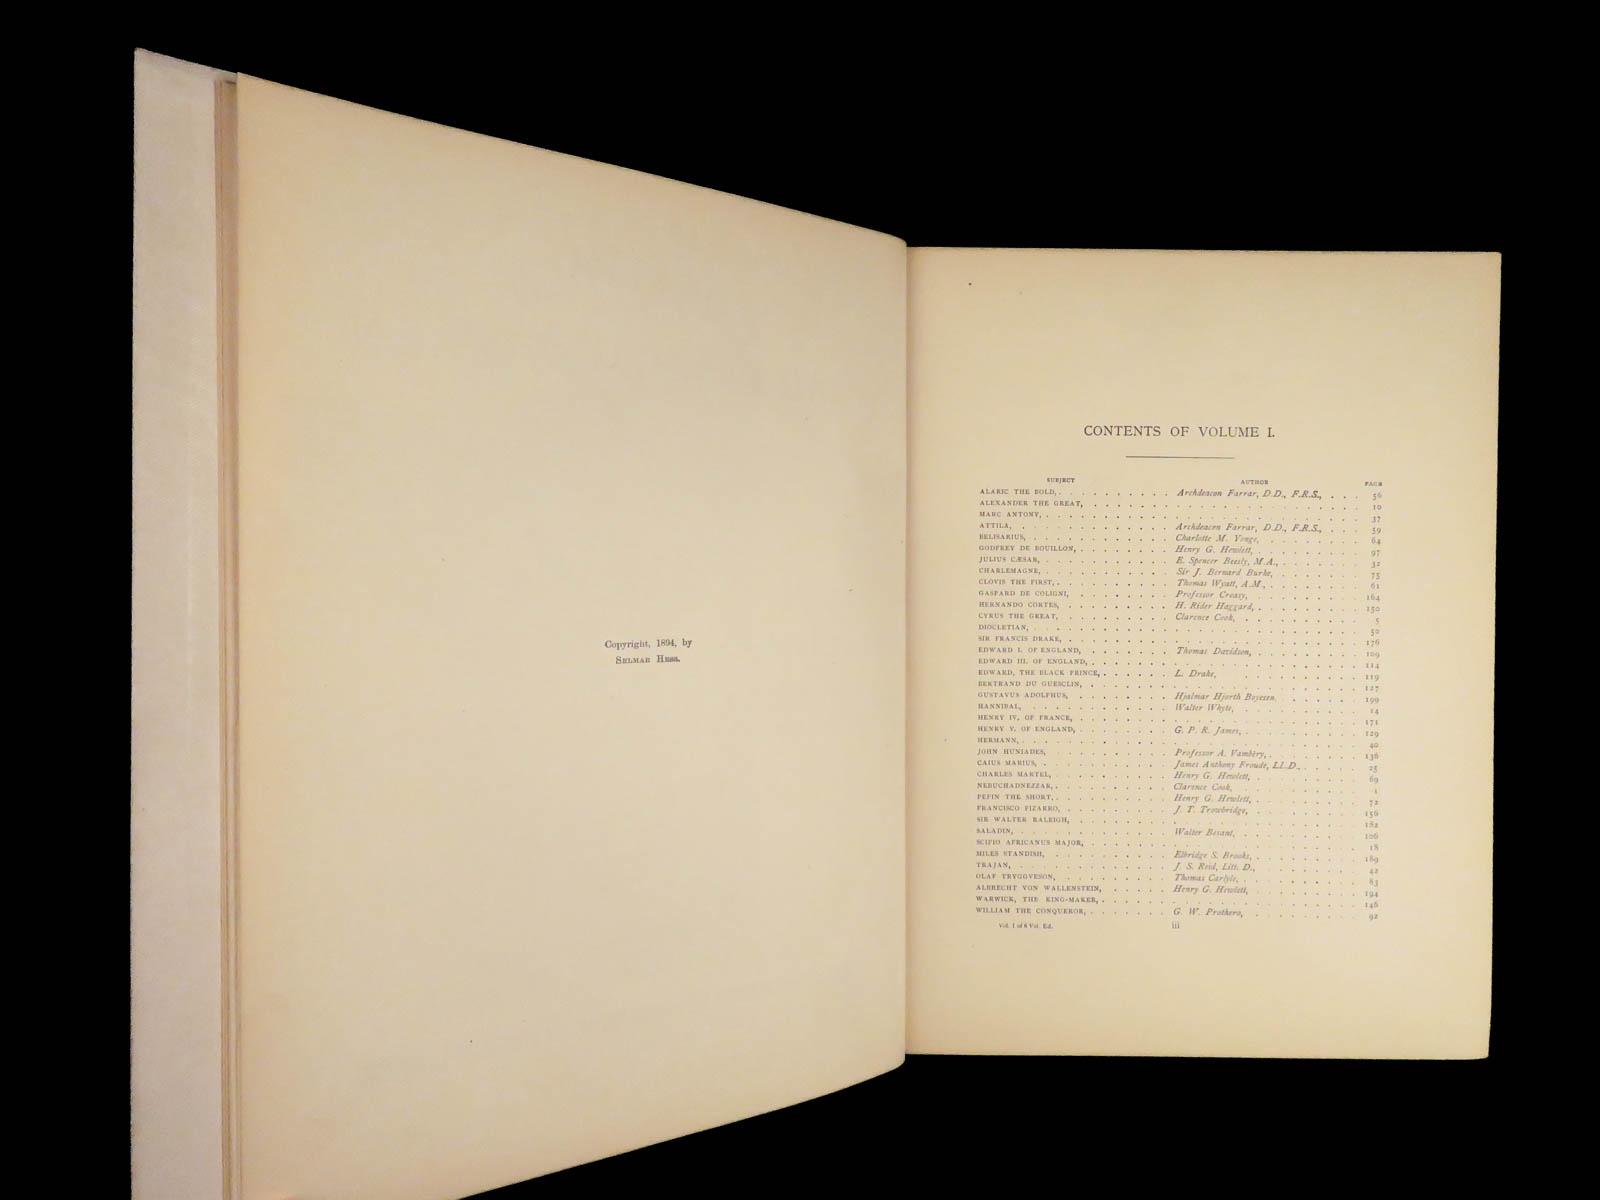 Copyright, 1894, by
Selmar Hess.
CONTENTS OF VOLUME I.
SUBJECT AUTHOR PAGE
ALARIC THE BOLD, . . . . . . . . . . Archdeacon Farrar, D.D., F.R.S., . . . 56
ALEXANDER THE GREAT, . . . . . . . . . . 10
MARC ANTONY, . . . . . . . . . . 37
ATTILA, . . . . . . . . . . Archdeacon Farrar, D.D., F.R.S., . . . 59
BELISARIUS, . . . . . . . . . . Charlotte M. Yonge, . . . . . . . . 64
GODFREY DE BOUILLON, . . . . . . . . Henry G. Hewlett, . . . . . . . . . 97
JULIUS CÆSAR, . . . . . . . . . . E. Spencer Beesly, M.A., . . . . . . . 32
CHARLEMAGNE, . . . . . . . . . . Sir J. Bernard Burke, . . . . . . . 75
CLOVIS THE FIRST, . . . . . . . . . . Thomas Wyatt, A.M., . . . . . . . . 61
GASPARD DE COLIGNI, . . . . . . . . Professor Creasy, . . . . . . . . . 164
HERNANDO CORTES, . . . . . . . . . H. Rider Haggard, . . . . . . . . . 150
CYRUS THE GREAT, . . . . . . . . . Clarence Cook, . . . . . . . . . . 5
DIOCLETIAN, . . . . . . . . . . 50
SIR FRANCIS DRAKE, . . . . . . . . . . 176
EDWARD I. OF ENGLAND, . . . . . . . Thomas Davidson, . . . . . . . . . 109
EDWARD III. OF ENGLAND, . . . . . . . . . . 114
EDWARD, THE BLACK PRINCE, . . . . . . L. Drake, . . . . . . . . . . 119
BERTRAND DU GUESCLIN, . . . . . . . . . . 127
GUSTAVUS ADOLPHUS, . . . . . . . . Hjalmar Hjorth Boyesen, . . . . . . . 199
HANNIBAL, . . . . . . . . . . Walter Whyte, . . . . . . . . . . 14
HENRY IV. OF FRANCE, . . . . . . . . . . 171
HENRY V. OF ENGLAND, . . . . . . . . G. P. R. James, . . . . . . . . . . 129
HERMANN, . . . . . . . . . . 40
JOHN HUNIADES, . . . . . . . . . . Professor A. Vambéry, . . . . . . . . 136
CAIUS MARIUS, . . . . . . . . . . James Anthony Froude, LL.D., . . . . . 25
CHARLES MARTEL, . . . . . . . . . . Henry G. Hewlett, . . . . . . . . . 69
NEBUCHADNEZZAR, . . . . . . . . . . Clarence Cook, . . . . . . . . . . 1
PEPIN THE SHORT, . . . . . . . . . . Henry G. Hewlett, . . . . . . . . . 72
FRANCISCO PIZARRO, . . . . . . . . . J. T. Trowbridge, . . . . . . . . . 156
SIR WALTER RALEIGH, . . . . . . . . . . 182
SALADIN, . . . . . . . . . . Walter Besant, . . . . . . . . . . 106
SCIPIO AFRICANUS MAJOR, . . . . . . . . . . 18
MILES STANDISH, . . . . . . . . . . Elbridge S. Brooks, . . . . . . . . . 189
TRAJAN, . . . . . . . . . . J. S. Reid, Litt. D., . . . . . . . . 42
OLAF TRYGGVESON, . . . . . . . . . Thomas Carlyle, . . . . . . . . . . 83
ALBRECHT VON WALLENSTEIN, . . . . . Henry G. Hewlett, . . . . . . . . . 194
WARWICK, THE KING-MAKER, . . . . . . . . . . 146
WILLIAM THE CONQUEROR, . . . . . . . G. W. Prothero, . . . . . . . . . 92
Vol. 1 of 8 Vol. Ed. iii